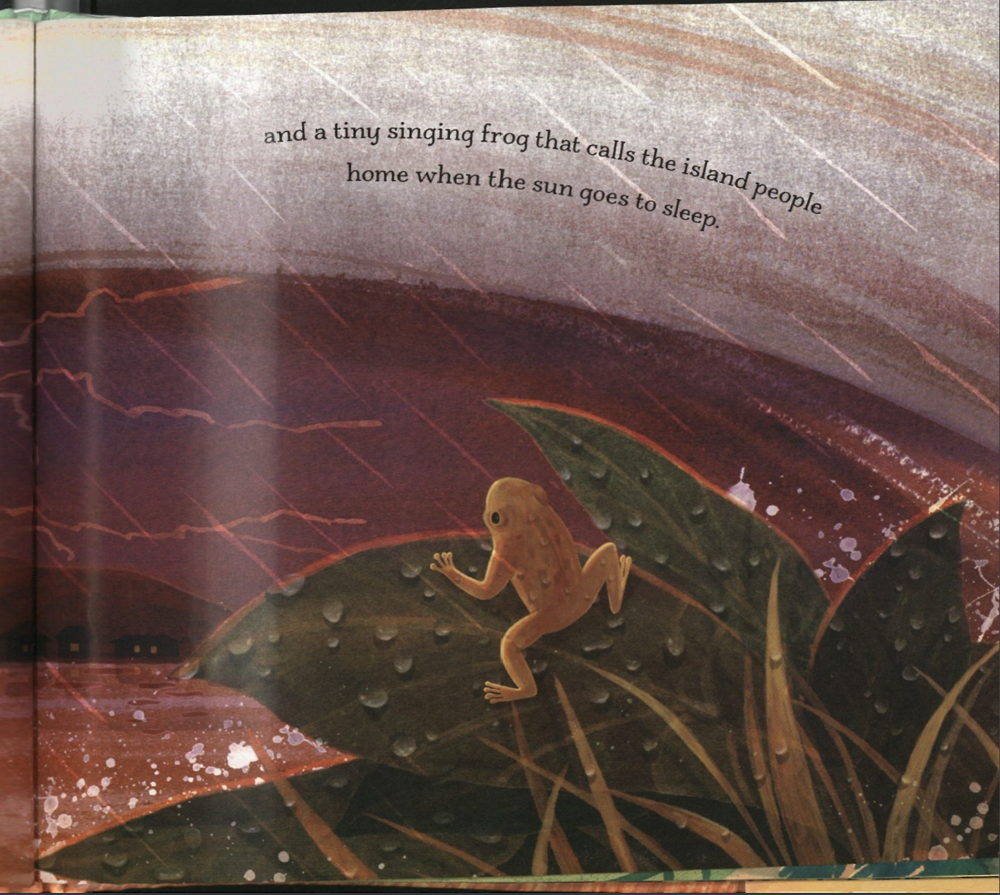 and a tiny singing frog that calls the island people
home when the sun goes to sleep.